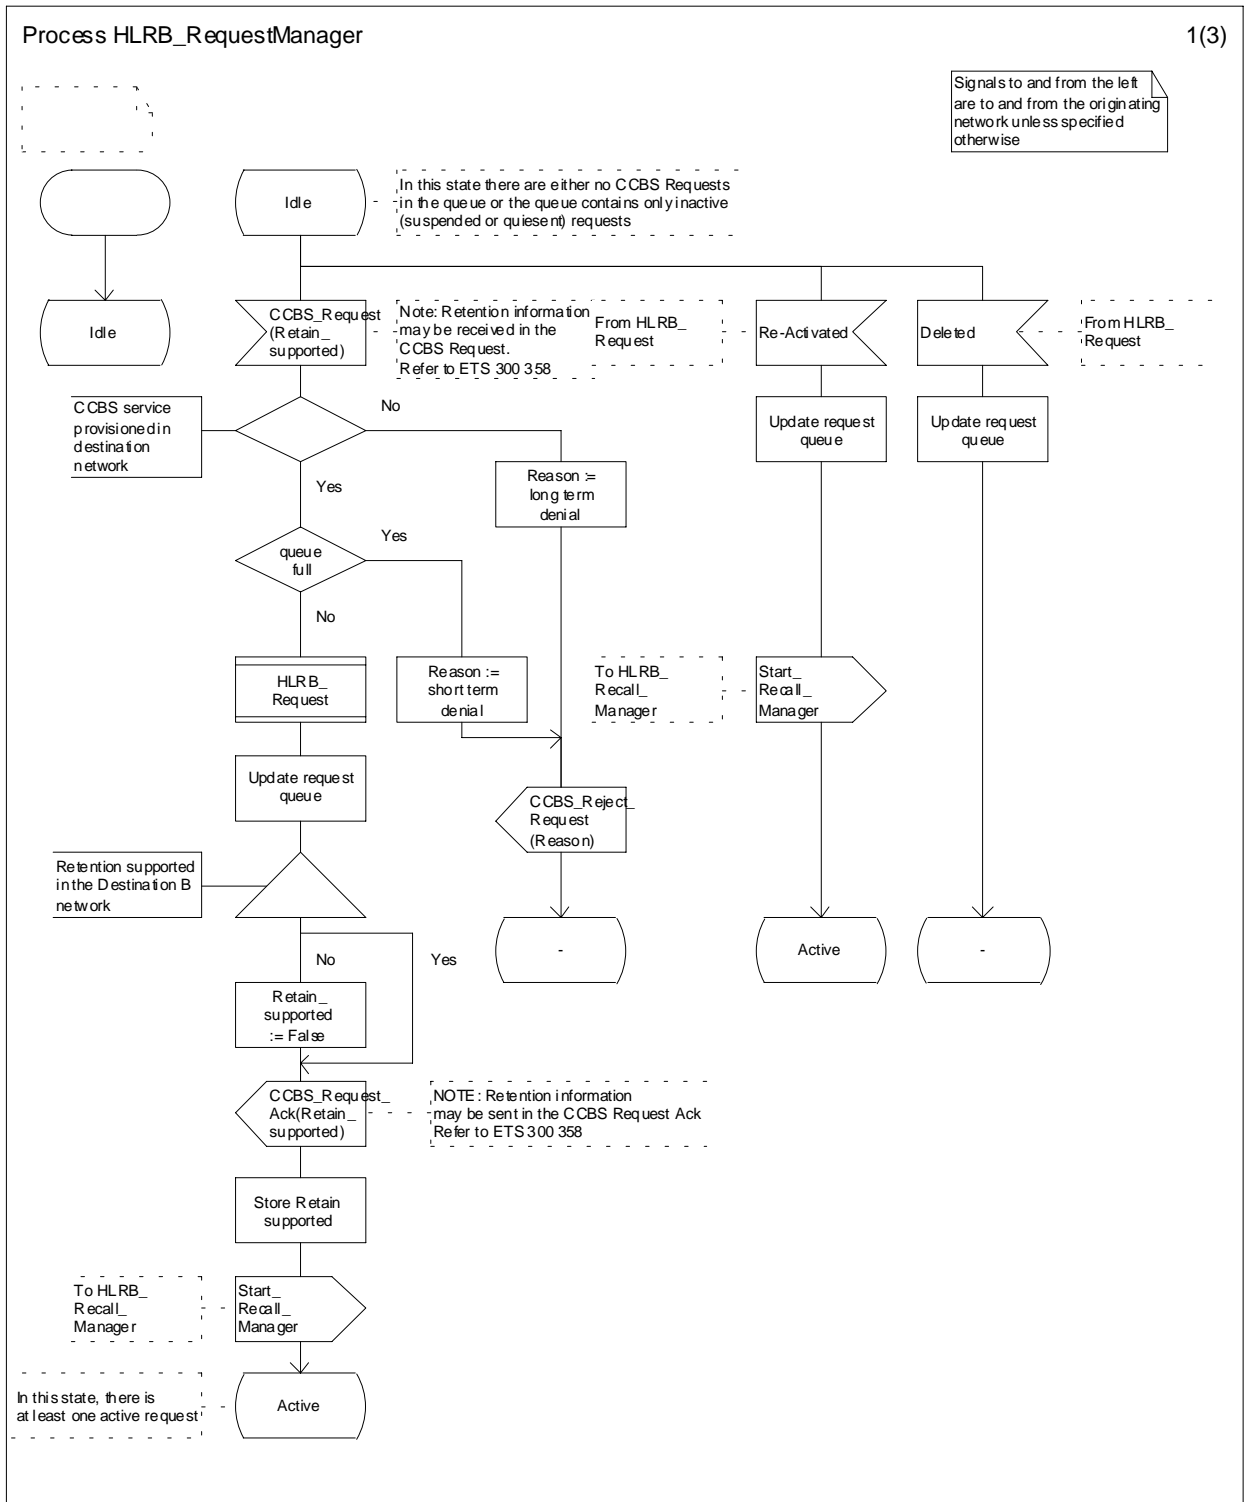 Process HLRB_RequestManager
1(3)
Signals to and from the left
are to and from the originating
network unless specified
otherwise
Idle
In this state there are either no CCBS Requests
in the queue or the queue contains only inactive
(suspended or quiesent) requests
Idle
CCBS_Request
(Retain_
supported)
Note: Retention information
may be received in the
CCBS Request.
Refer to ETS 300 358
From HLRB_
Request
Re-Activated
Deleted
From HLRB_
Request
CCBS service
provisioned in
destination
network
No
Update request
queue
Update request
queue
Yes
Reason :=
long term
denial
queue
full
Yes
No
HLRB_
Request
Reason :=
short term
denial
To HLRB_
Recall_
Manager
Start_
Recall_
Manager
Update request
queue
CCBS_Reject_
Request
(Reason)
Retention supported
in the Destination B
network
No
Yes
-
Active
-
Retain_
supported
:= False
CCBS_Request_
Ack(Retain_
supported)
NOTE: Retention information
may be sent in the CCBS Request Ack
Refer to ETS 300 358
Store Retain
supported
To HLRB_
Recall_
Manager
Start_
Recall_
Manager
In this state, there is
at least one active request
Active